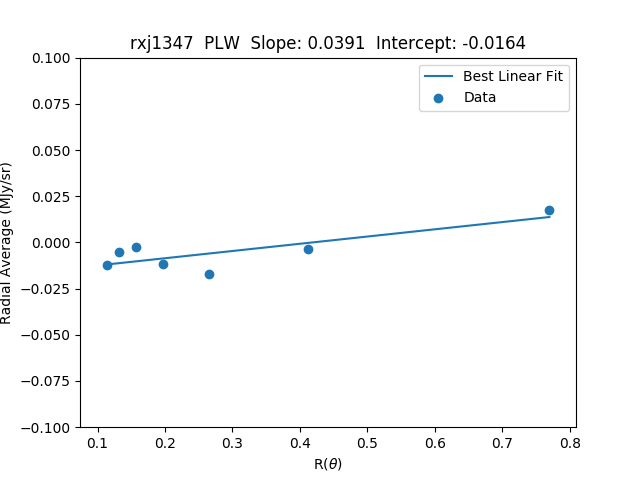 rxj1347  PLW  Slope: 0.0391  Intercept: -0.0164
Best Linear Fit
Data
Radial Average (MJy/sr)
0.100
0.075
0.050
0.025
0.000
−0.025
−0.050
−0.075
−0.100
0.1 0.2 0.3 0.4 0.5 0.6 0.7 0.8
R(θ)